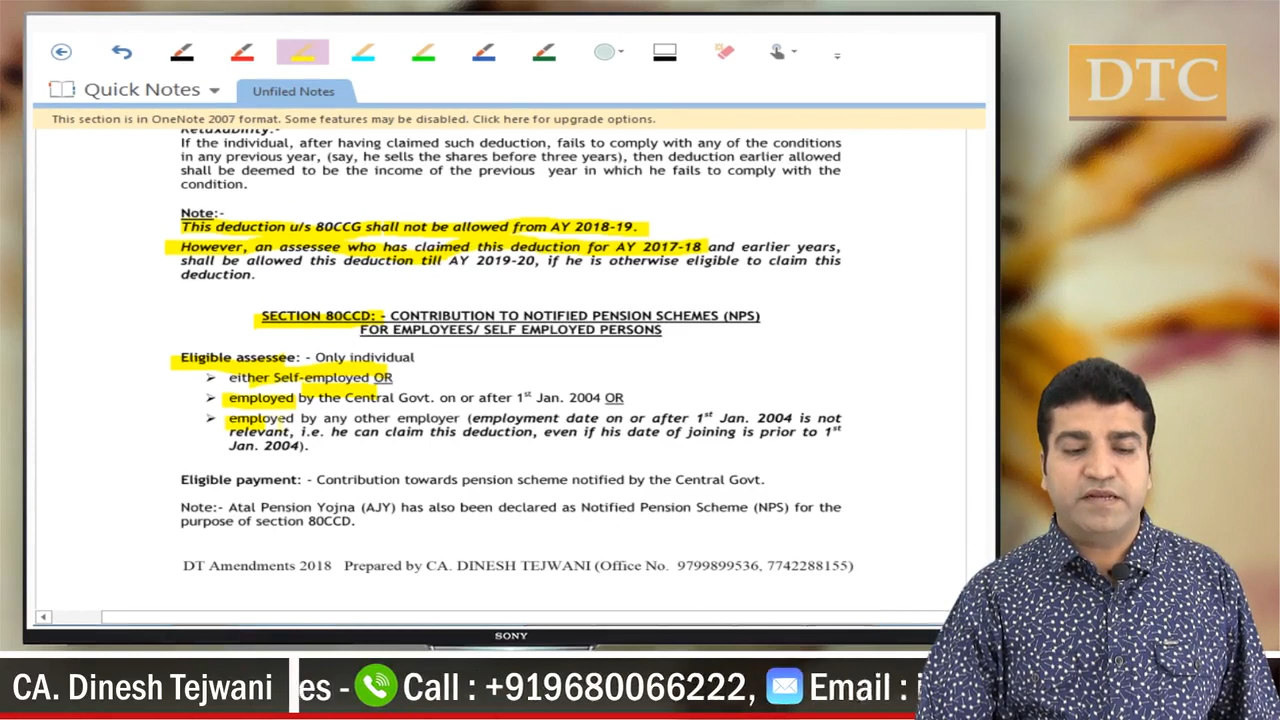 DTC
Quick Notes
Unfiled Notes
This section is in OneNote 2007 format. Some features may be disabled. Click here for upgrade options.
Retaxability:-
If the individual, after having claimed such deduction, fails to comply with any of the conditions
in any previous year, (say, he sells the shares before three years), then deduction earlier allowed
shall be deemed to be the income of the previous year in which he fails to comply with the
condition.
Note:-
This deduction u/s 80CCG shall not be allowed from AY 2018-19.
However, an assessee who has claimed this deduction for AY 2017-18 and earlier years,
shall be allowed this deduction till AY 2019-20, if he is otherwise eligible to claim this
deduction.
SECTION 80CCD: - CONTRIBUTION TO NOTIFIED PENSION SCHEMES (NPS)
FOR EMPLOYEES/ SELF EMPLOYED PERSONS
Eligible assessee: - Only individual
➢ either Self-employed OR
➢ employed by the Central Govt. on or after 1st Jan. 2004 OR
➢ employed by any other employer (employment date on or after 1st Jan. 2004 is not
relevant, i.e. he can claim this deduction, even if his date of joining is prior to 1st
Jan. 2004).
Eligible payment: - Contribution towards pension scheme notified by the Central Govt.
Note:- Atal Pension Yojna (AJY) has also been declared as Notified Pension Scheme (NPS) for the
purpose of section 80CCD.
DT Amendments 2018 Prepared by CA. DINESH TEJWANI (Office No. 9799899536, 7742288155)
SONY
CA. Dinesh Tejwani es - Call : +919680066222, Email : i